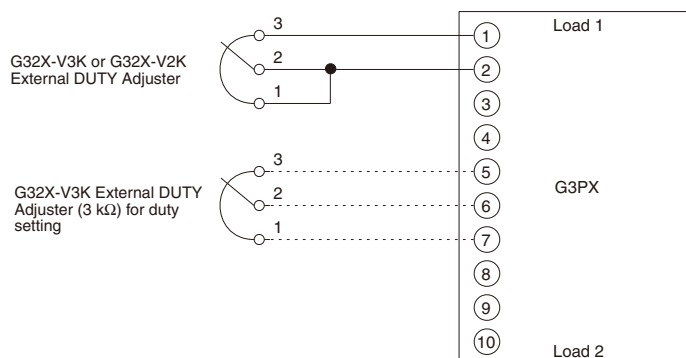 3
Load 1
1
G32X-V3K or G32X-V2K
External DUTY Adjuster
2
2
1
3
4
3
5
G32X-V3K External DUTY
Adjuster (3 kΩ) for duty
setting
2
6
G3PX
1
7
8
9
10
Load 2